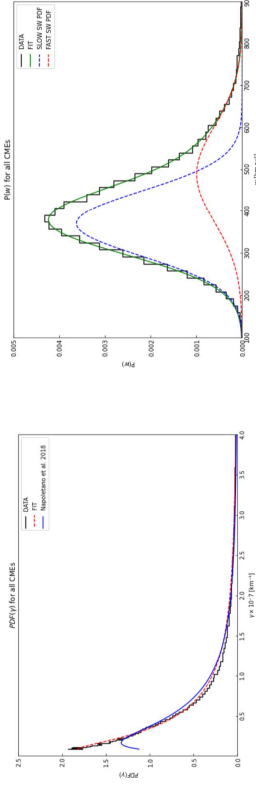 PDF(γ) for all CMEs
DATA
FIT
Napoletano et al. 2018
PDF(γ)
2.5
2.0
1.5
1.0
0.5
0.0
0.5
1.0
1.5
2.0
2.5
3.0
3.5
4.0
γ × 10⁻⁷ [km⁻¹]
P(w) for all CMEs
DATA
FIT
SLOW SW PDF
FAST SW PDF
P(w)
0.005
0.004
0.003
0.002
0.001
0.000
100
200
300
400
500
600
700
800